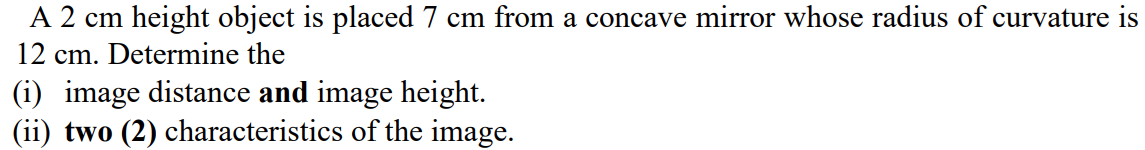 A 2 cm height object is placed 7 cm from a concave mirror whose radius of curvature is
12 cm. Determine the
(i) image distance and image height.
(ii) two (2) characteristics of the image.